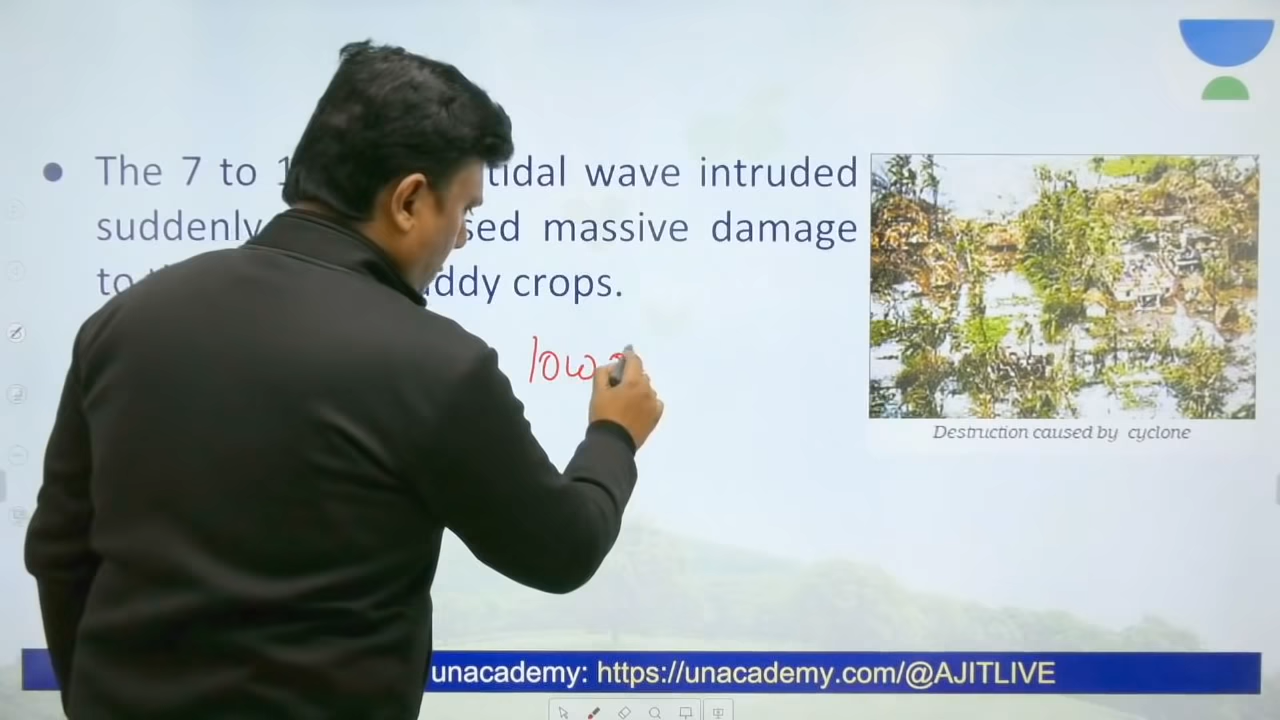 • The 7 to 1 tidal wave intruded
suddenly sed massive damage
to ddy crops.
low
Destruction caused by cyclone
unacademy: https://unacademy.com/@AJITLIVE